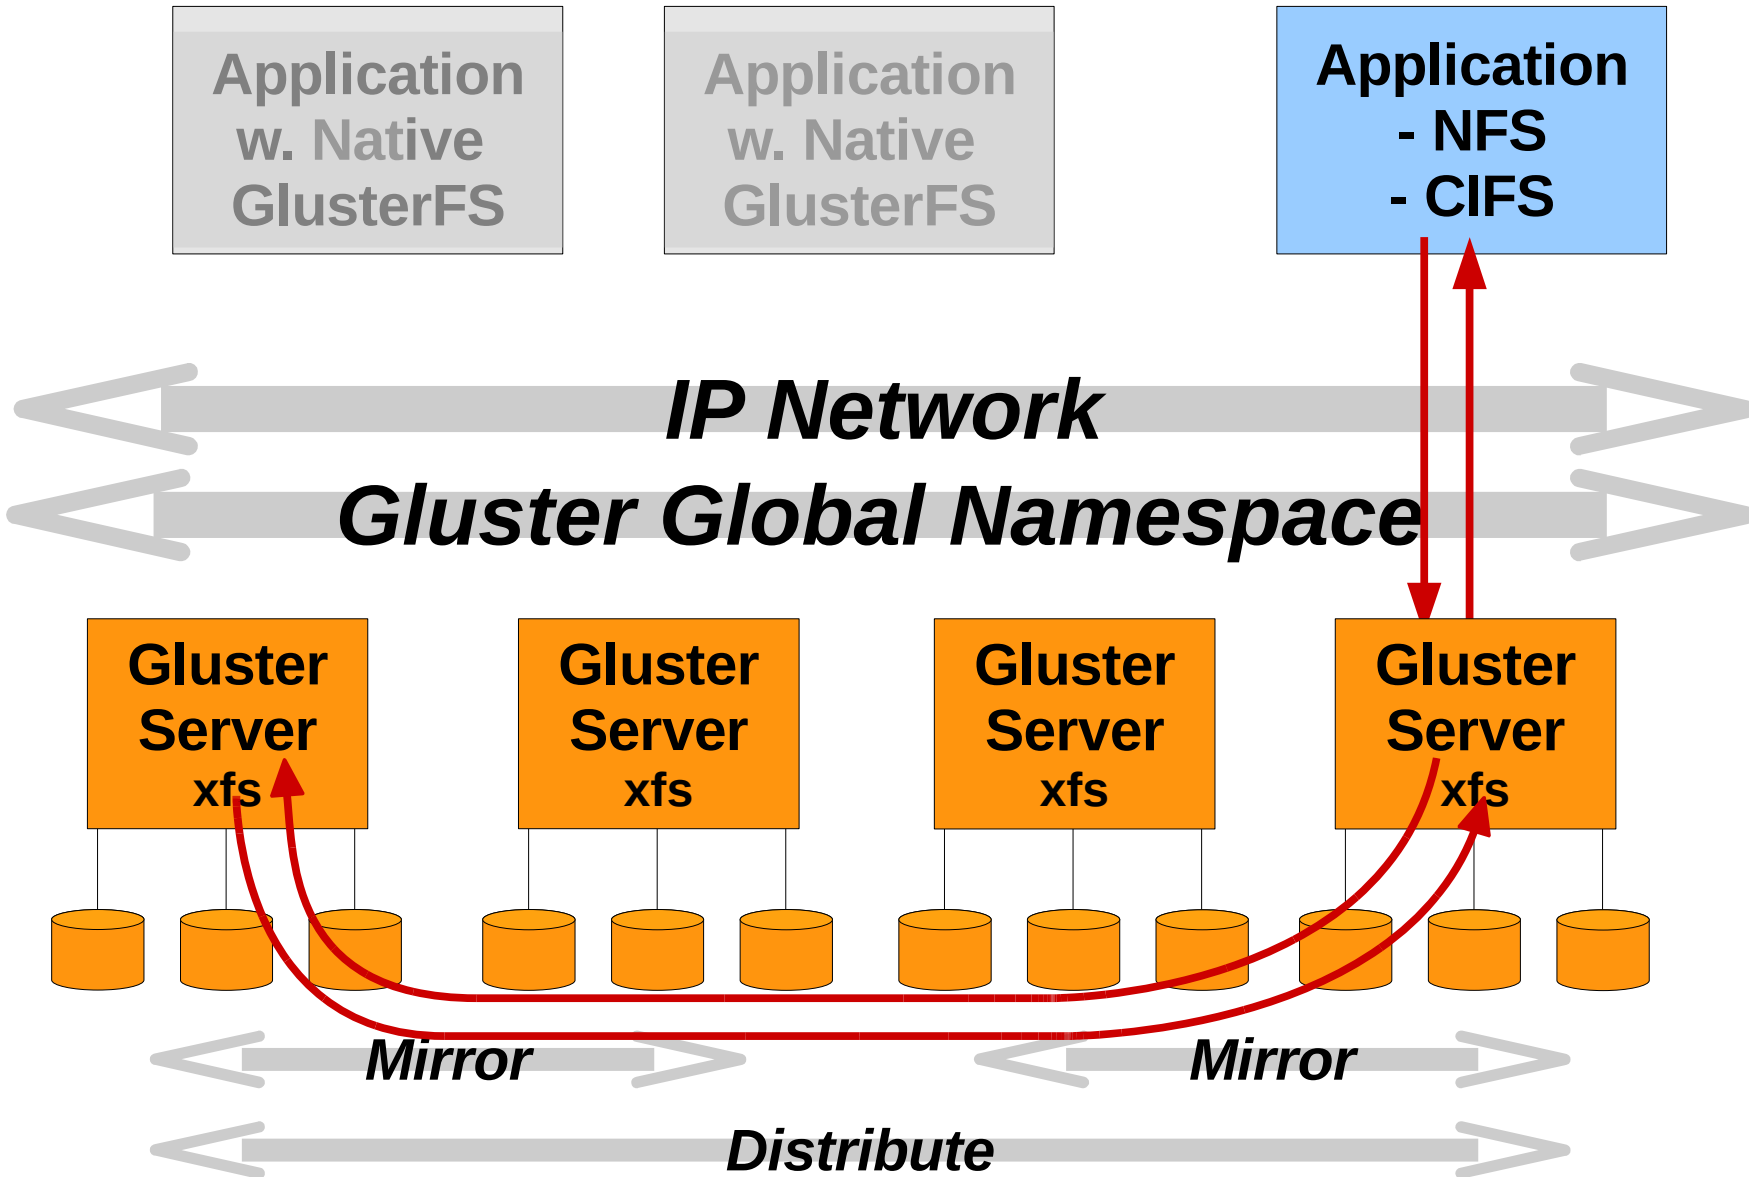 Application
w. Native
GlusterFS
Application
w. Native
GlusterFS
Application
- NFS
- CIFS
IP Network
Gluster Global Namespace
Gluster
Server
xfs
Gluster
Server
xfs
Gluster
Server
xfs
Gluster
Server
xfs
Mirror
Mirror
Distribute